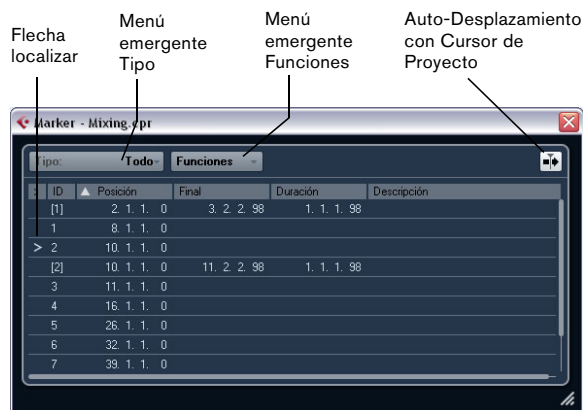 Flecha
localizar
Menú
emergente
Tipo
Menú
emergente
Funciones
Auto-Desplazamiento
con Cursor de
Proyecto
Marker - Mixing.cpr
Tipo: Todo Funciones
ID Posición Final Duración Descripción
[1] 2. 1. 1. 0 3. 2. 2. 98 1. 1. 1. 98
1 8. 1. 1. 0
> 2 10. 1. 1. 0
[2] 10. 1. 1. 0 11. 2. 2. 98 1. 1. 1. 98
3 11. 1. 1. 0
4 16. 1. 1. 0
5 26. 1. 1. 0
6 32. 1. 1. 0
7 39. 1. 1. 0